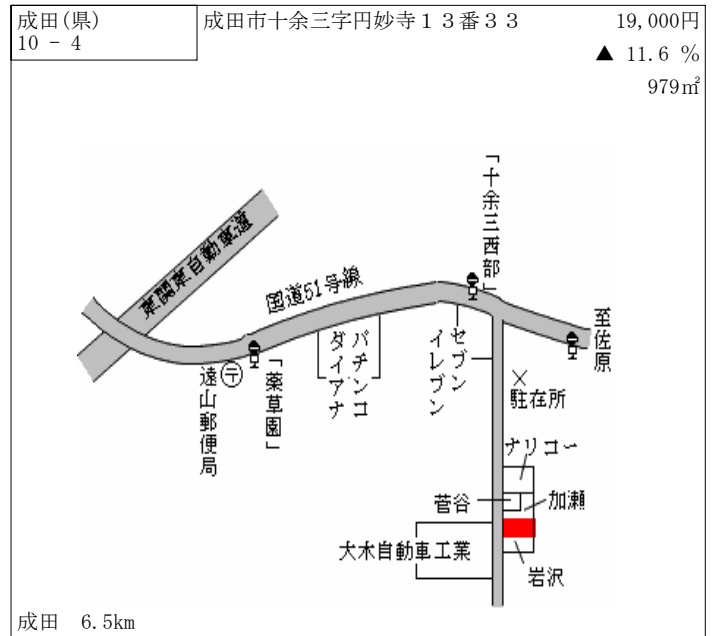 成田(県)
10 - 4
成田市十余三字円妙寺１３番３３
19,000円
▲ 11.6 %
979㎡
「十余三西部」
東関東自動車道
国道51号線
至佐原
セブン
イレブン
パチンコ
ダイアナ
「薬草園」
〒
遠山郵便局
×
駐在所
ナリコー
菅谷
加瀬
大木自動車工業
岩沢
成田　6.5km